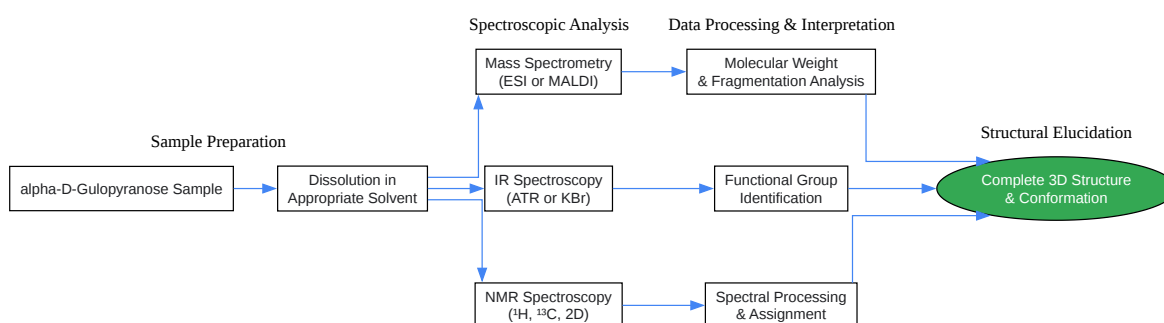 Spectroscopic Analysis
Data Processing & Interpretation
Mass Spectrometry
(ESI or MALDI)
Molecular Weight
& Fragmentation Analysis
Sample Preparation
Structural Elucidation
alpha-D-Gulopyranose Sample
Dissolution in
Appropriate Solvent
IR Spectroscopy
(ATR or KBr)
Functional Group
Identification
Complete 3D Structure
& Conformation
NMR Spectroscopy
(¹H, ¹³C, 2D)
Spectral Processing
& Assignment